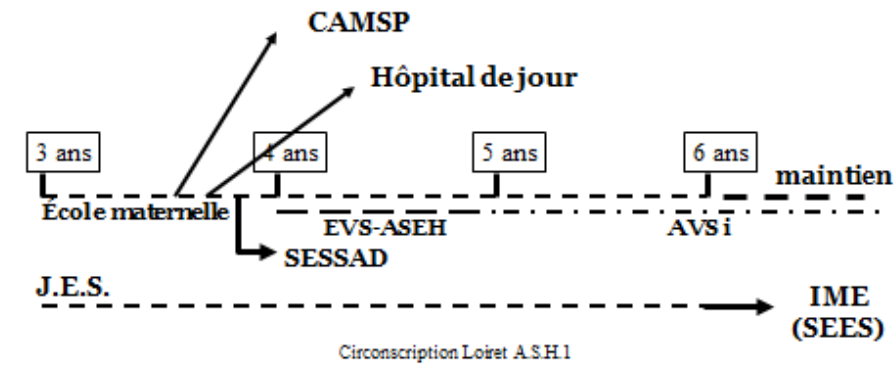 CAMSP
Hôpital de jour
3 ans
4 ans
5 ans
6 ans
maintien
École maternelle
EVS-ASEH
AVS i
SESSAD
J.E.S.
IME
(SEES)
Circonscription Loiret A.S.H.1